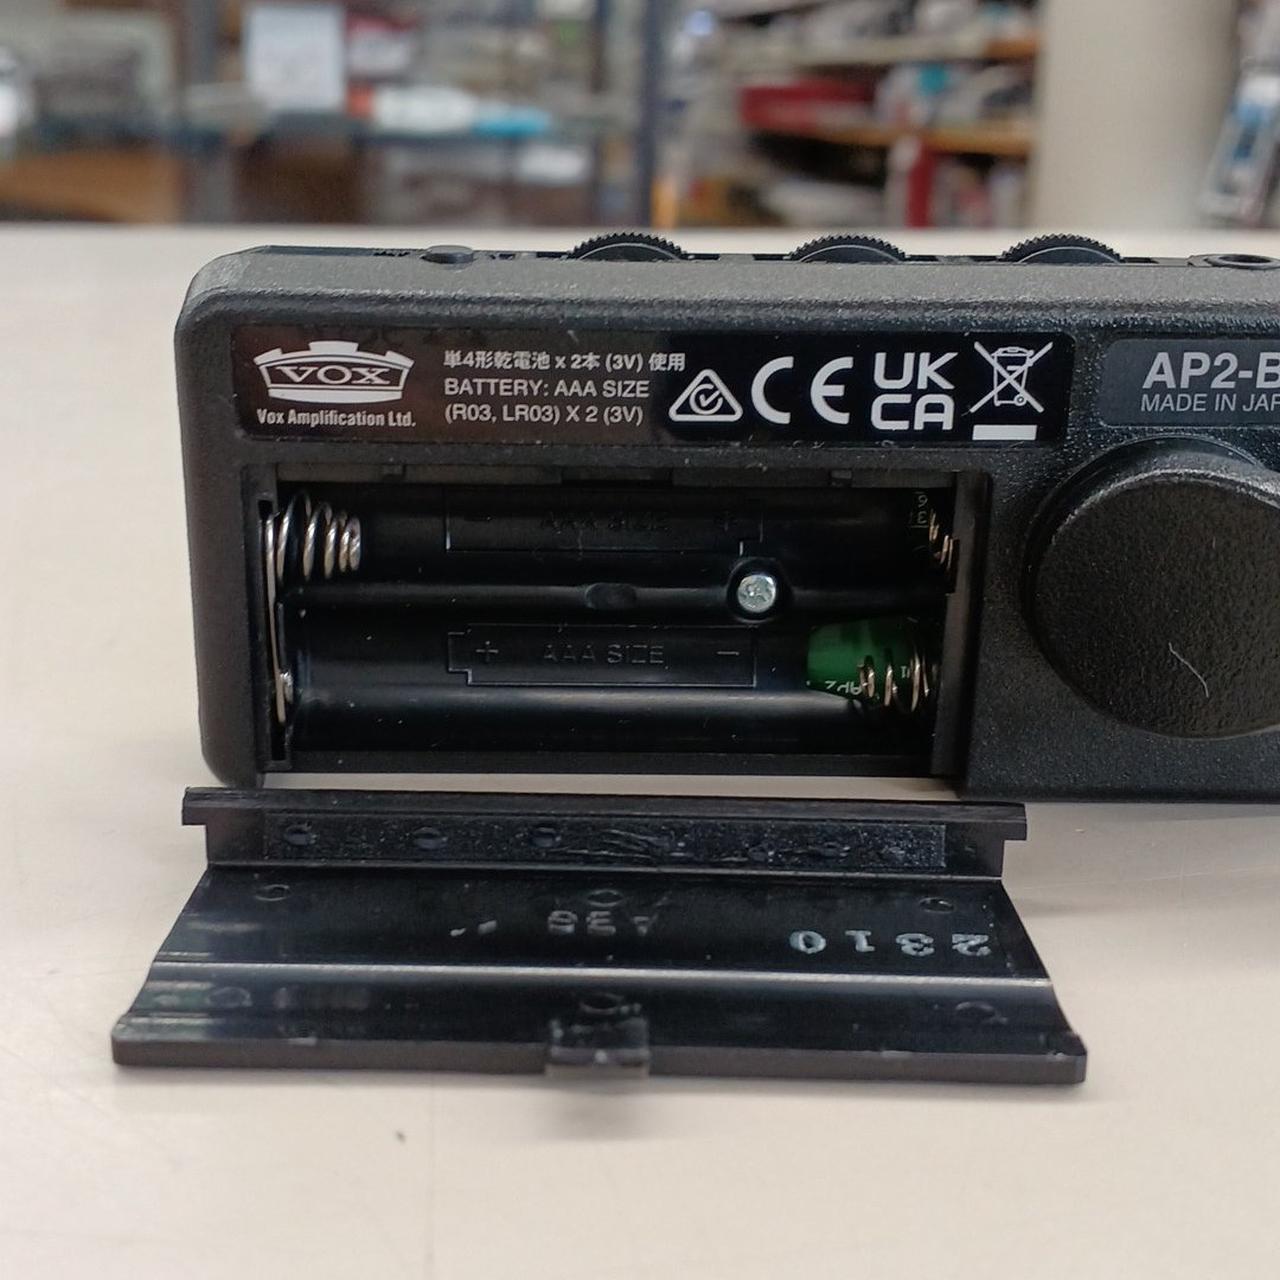 VOX
Vox Amplification Ltd.
単4形乾電池 x 2本 (3V) 使用
BATTERY: AAA SIZE
(R03, LR03) X 2 (3V)
CE
UK
CA
AP2-B
MADE IN JAP
- AAA SIZE +
+ AAA SIZE -
AP2
2310